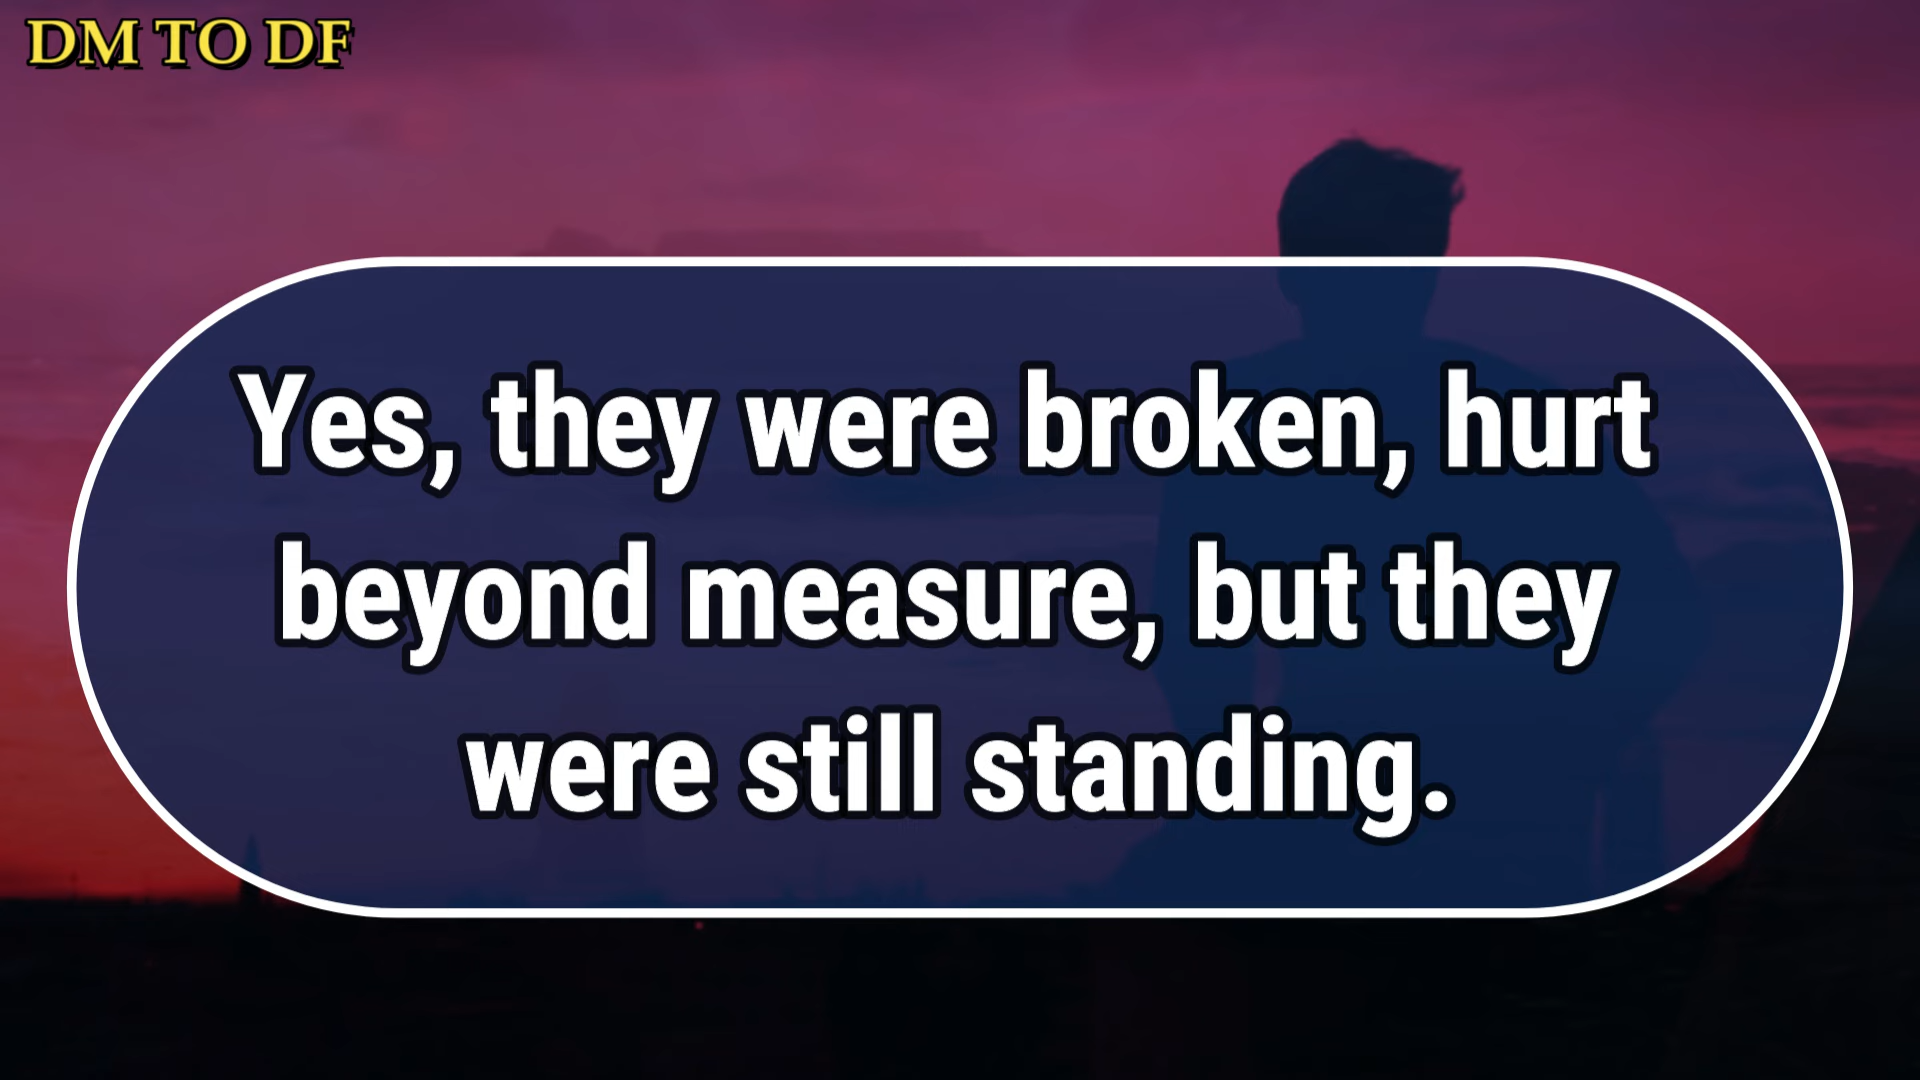 DM TO DF
Yes, they were broken, hurt
beyond measure, but they
were still standing.